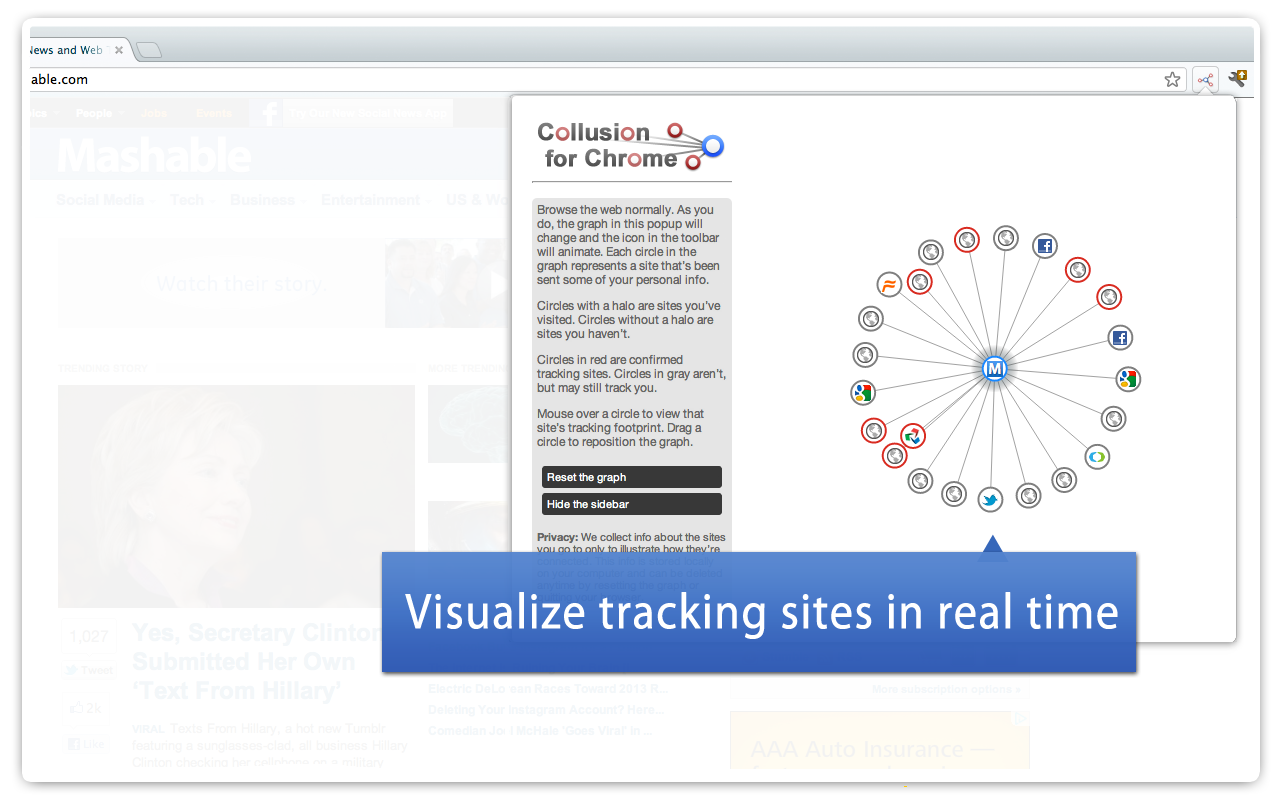 News and Web T
able.com
People
Jobs
Events
Mashable
Social Media
Tech
Business
Entertainment
US & Wo
Watch their story.
TRENDING STORY
Collusion
for Chrome
Browse the web normally. As you
do, the graph in this popup will
change and the icon in the toolbar
will animate. Each circle in the
graph represents a site that's been
sent some of your personal info.
Circles with a halo are sites you've
visited. Circles without a halo are
sites you haven't.
Circles in red are confirmed
tracking sites. Circles in gray aren't,
but may still track you.
Mouse over a circle to view that
site's tracking footprint. Drag a
circle to reposition the graph.
Reset the graph
Hide the sidebar
Privacy: We collect info about the sites
you go to only to illustrate how they're
M
Visualize tracking sites in real time
1,027
Tweet
2k
Like
Yes, Secretary Clinton
Submitted Her Own
'Text From Hillary'
VIRAL Texts From Hillary, a hot new Tumblr
featuring a sunglasses-clad, all business Hillary
Clinton checking her cellphone on a military
Electric DeLorean Races Toward 2013 R...
Deleting Your Instagram Account? Here...
Comedian Joel McHale 'Goes Viral' in ...
More subscription options »
AAA Auto Insurance —